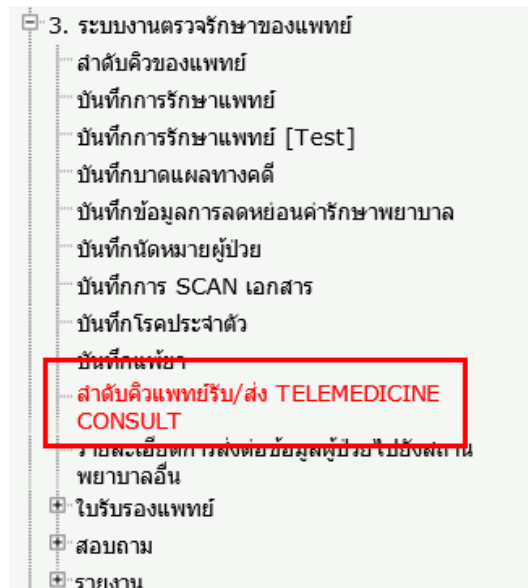 3. ระบบงานตรวจรักษาของแพทย์
สำดับคิวของแพทย์
บันทึกการรักษาแพทย์
บันทึกการรักษาแพทย์ [Test]
บันทึกบาดแผลทางคดี
บันทึกข้อมูลการลดหย่อนค่ารักษาพยาบาล
บันทึกนัดหมายผู้ป่วย
บันทึกการ SCAN เอกสาร
บันทึกโรคประจำตัว
บันทึกแพ้ยา
สำดับคิวแพทย์รับ/ส่ง TELEMEDICINE
CONSULT
รายละเอียดการส่งต่อข้อมูลผู้ป่วยไปยังสถาน
พยาบาลอื่น
ใบรับรองแพทย์
สอบถาม
รายงาน